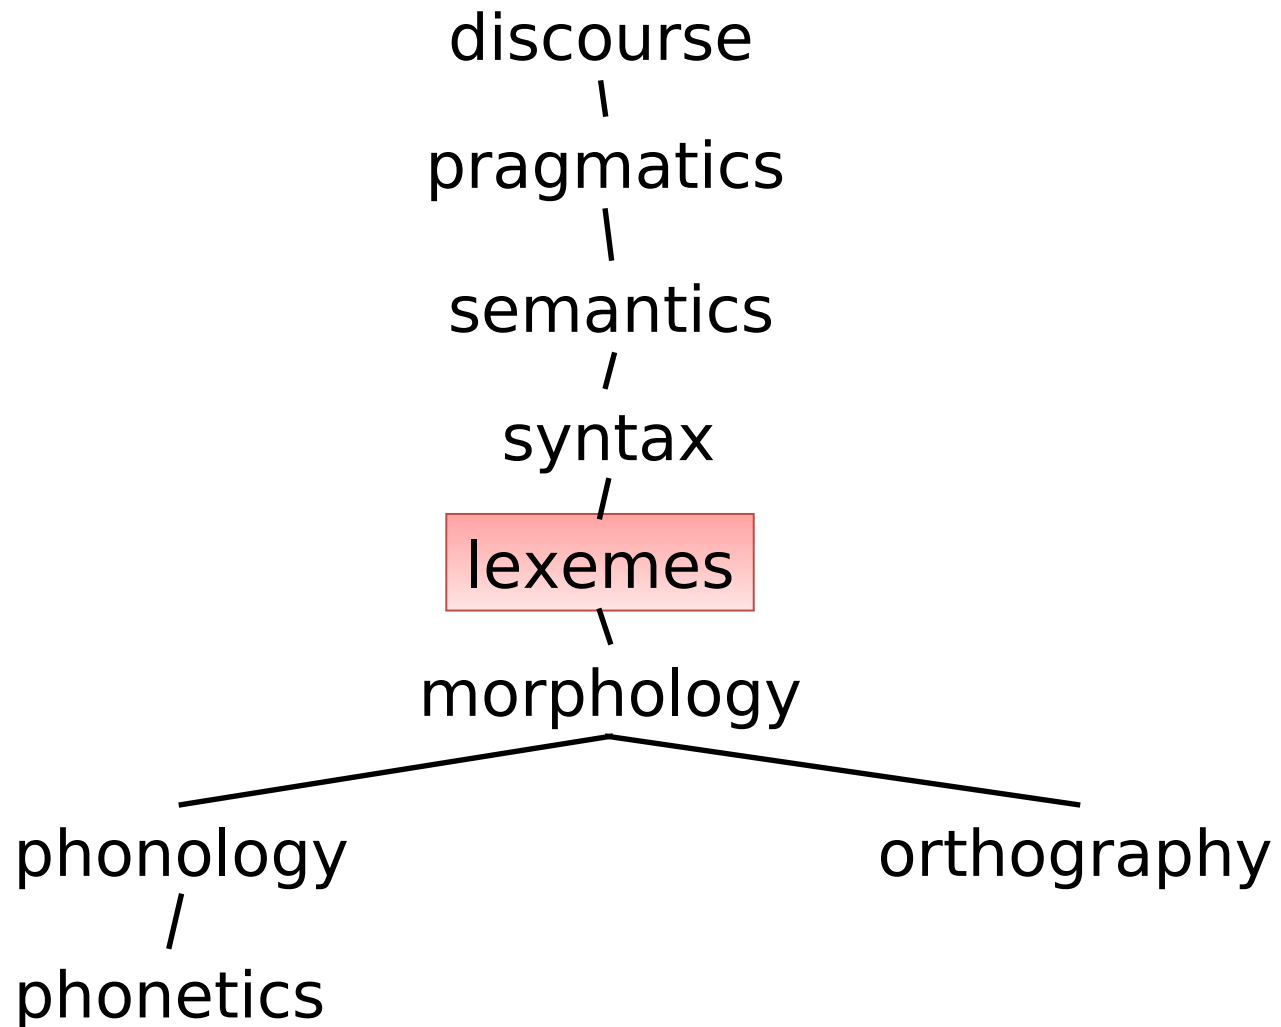 discourse
pragmatics
semantics
syntax
lexemes
morphology
phonology orthography
phonetics